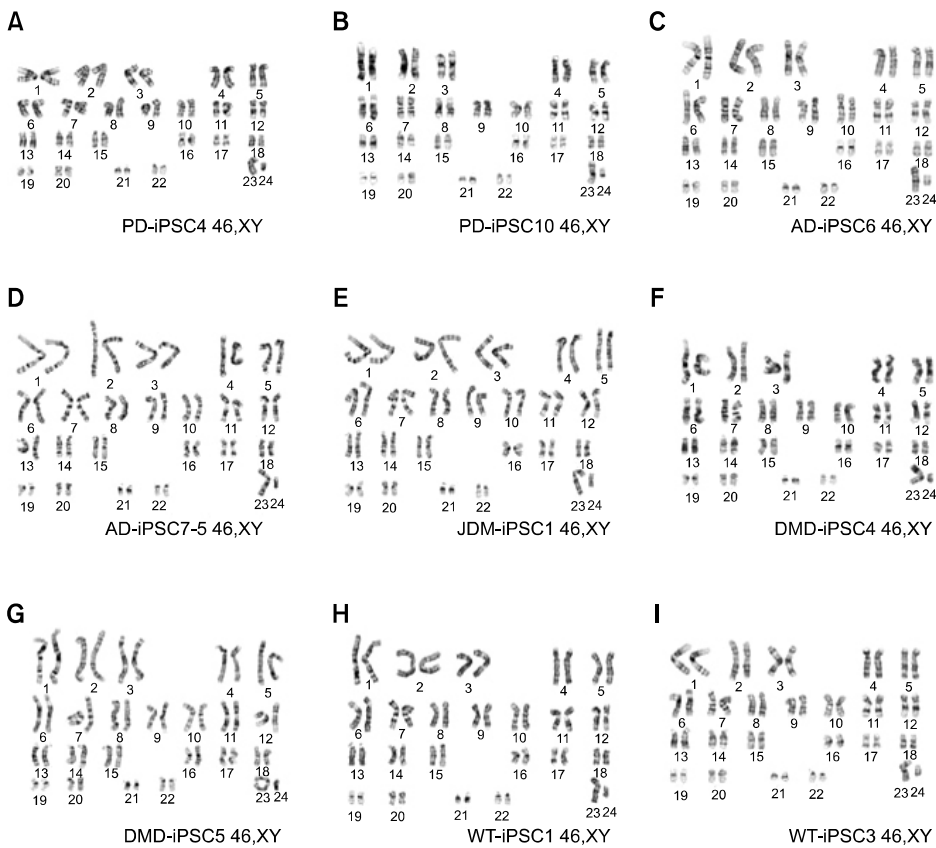 A
1 2 3 4 5
6 7 8 9 10 11 12
13 14 15 16 17 18
19 20 21 22 23 24
PD-iPSC4 46,XY
B
1 2 3 4 5
6 7 8 9 10 11 12
13 14 15 16 17 18
19 20 21 22 23 24
PD-iPSC10 46,XY
C
1 2 3 4 5
6 7 8 9 10 11 12
13 14 15 16 17 18
19 20 21 22 23 24
AD-iPSC6 46,XY
D
1 2 3 4 5
6 7 8 9 10 11 12
13 14 15 16 17 18
19 20 21 22 23 24
AD-iPSC7-5 46,XY
E
1 2 3 4 5
6 7 8 9 10 11 12
13 14 15 16 17 18
19 20 21 22 23 24
JDM-iPSC1 46,XY
F
1 2 3 4 5
6 7 8 9 10 11 12
13 14 15 16 17 18
19 20 21 22 23 24
DMD-iPSC4 46,XY
G
1 2 3 4 5
6 7 8 9 10 11 12
13 14 15 16 17 18
19 20 21 22 23 24
DMD-iPSC5 46,XY
H
1 2 3 4 5
6 7 8 9 10 11 12
13 14 15 16 17 18
19 20 21 22 23 24
WT-iPSC1 46,XY
I
1 2 3 4 5
6 7 8 9 10 11 12
13 14 15 16 17 18
19 20 21 22 23 24
WT-iPSC3 46,XY